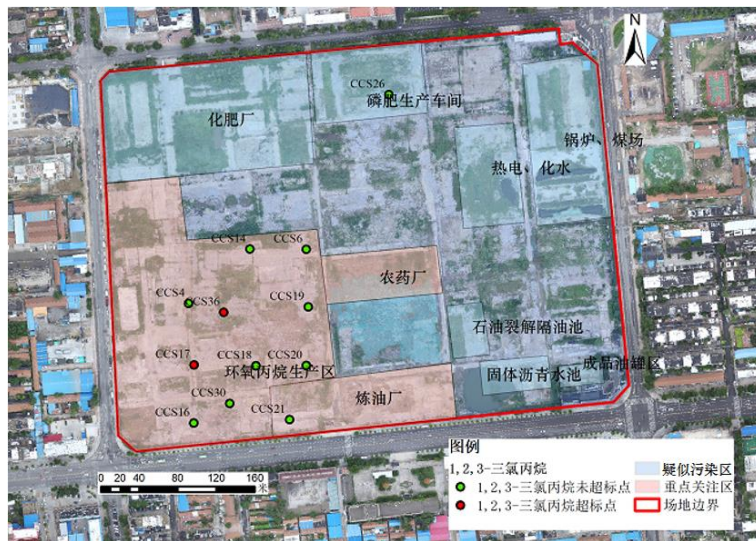 N
CCS26
磷肥生产车间
化肥厂
锅炉、煤场
热电、化水
CCS14
CCS6
农药厂
CCS4
CCS36
CCS19
石油裂解隔油池
CCS17
CCS18
CCS20
环氧丙烷生产区
成品油罐区
固体沥青水池
炼油厂
CCS30
CCS16
CCS21
图例
1,2,3-三氯丙烷
疑似污染区
1,2,3-三氯丙烷未超标点
重点关注区
1,2,3-三氯丙烷超标点
场地边界
0 20 40 80 120 160
米